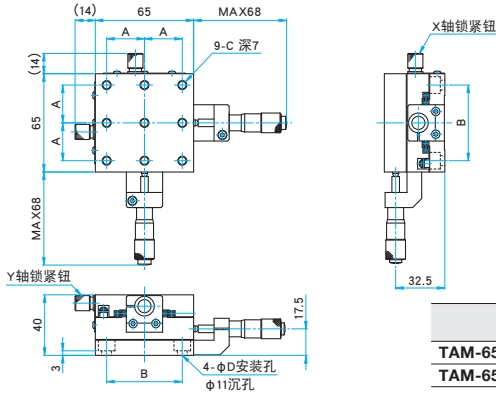 (14)
65
MAX68
X轴锁紧钮
A
A
9-C 深7
(14)
65
A
A
B
MAX68
32.5
Y轴锁紧钮
17.5
40
3
B
4-φD安装孔
φ11沉孔
TAM-65
TAM-65